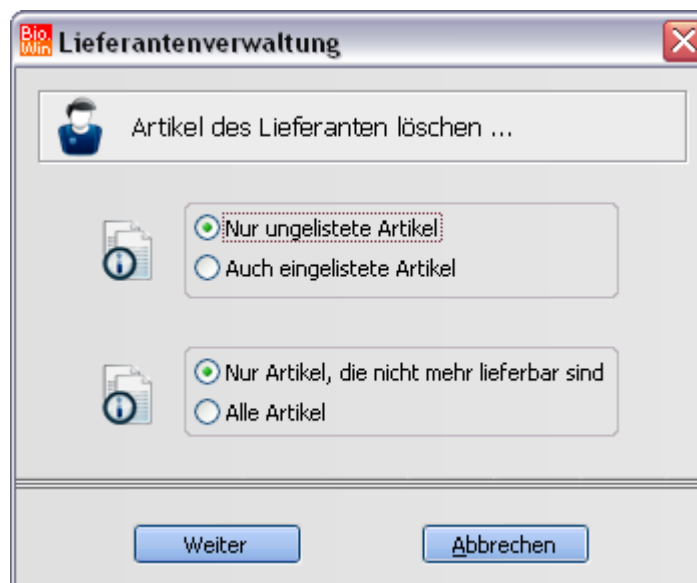 Bio.
Win
Lieferantenverwaltung
Artikel des Lieferanten löschen ...
Nur ungelistete Artikel
Auch eingelistete Artikel
Nur Artikel, die nicht mehr lieferbar sind
Alle Artikel
Weiter
Abbrechen